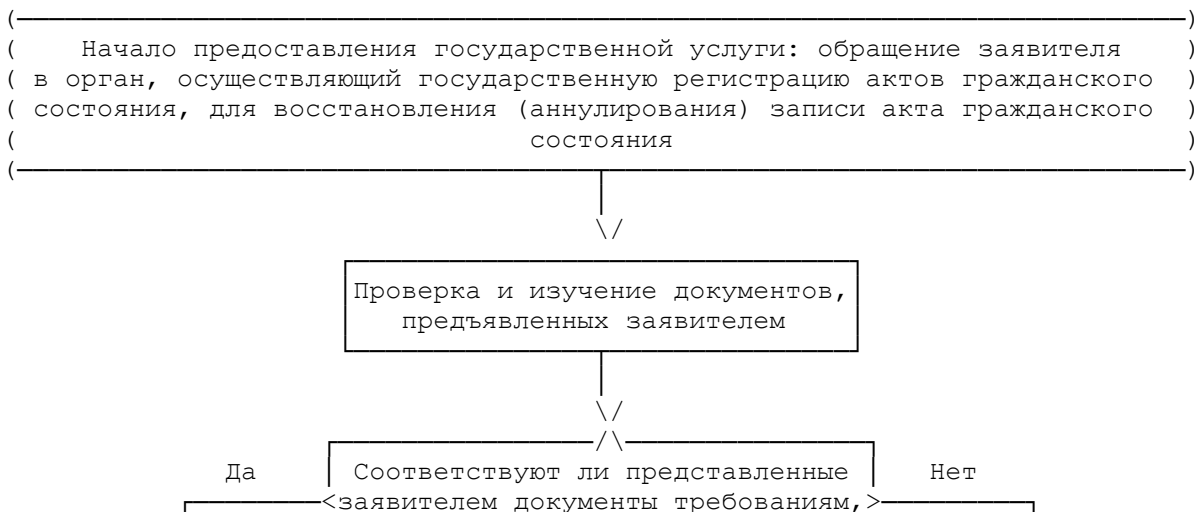 Начало предоставления государственной услуги: обращение заявителя
в орган, осуществляющий государственную регистрацию актов гражданского
состояния, для восстановления (аннулирования) записи акта гражданского
состояния
Проверка и изучение документов,
предъявленных заявителем
Да Соответствуют ли представленные Нет
заявителем документы требованиям,